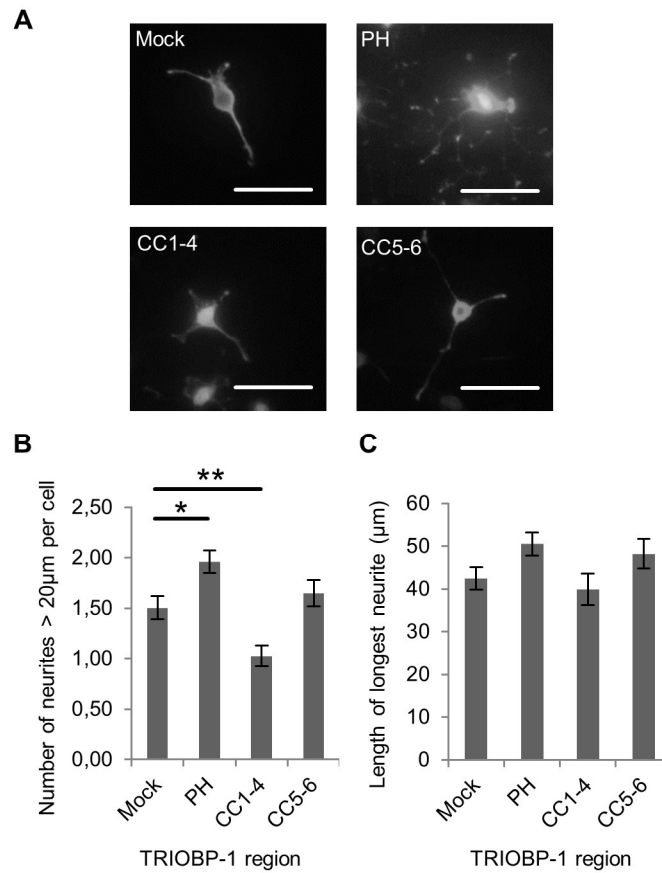 A
Mock
PH
CC1-4
CC5-6
B
Number of neurites > 20µm per cell
2,50
2,00
1,50
1,00
0,50
0,00
*
**
Mock
PH
CC1-4
CC5-6
TRIOBP-1 region
C
Length of longest neurite (µm)
60
50
40
30
20
10
0
Mock
PH
CC1-4
CC5-6
TRIOBP-1 region